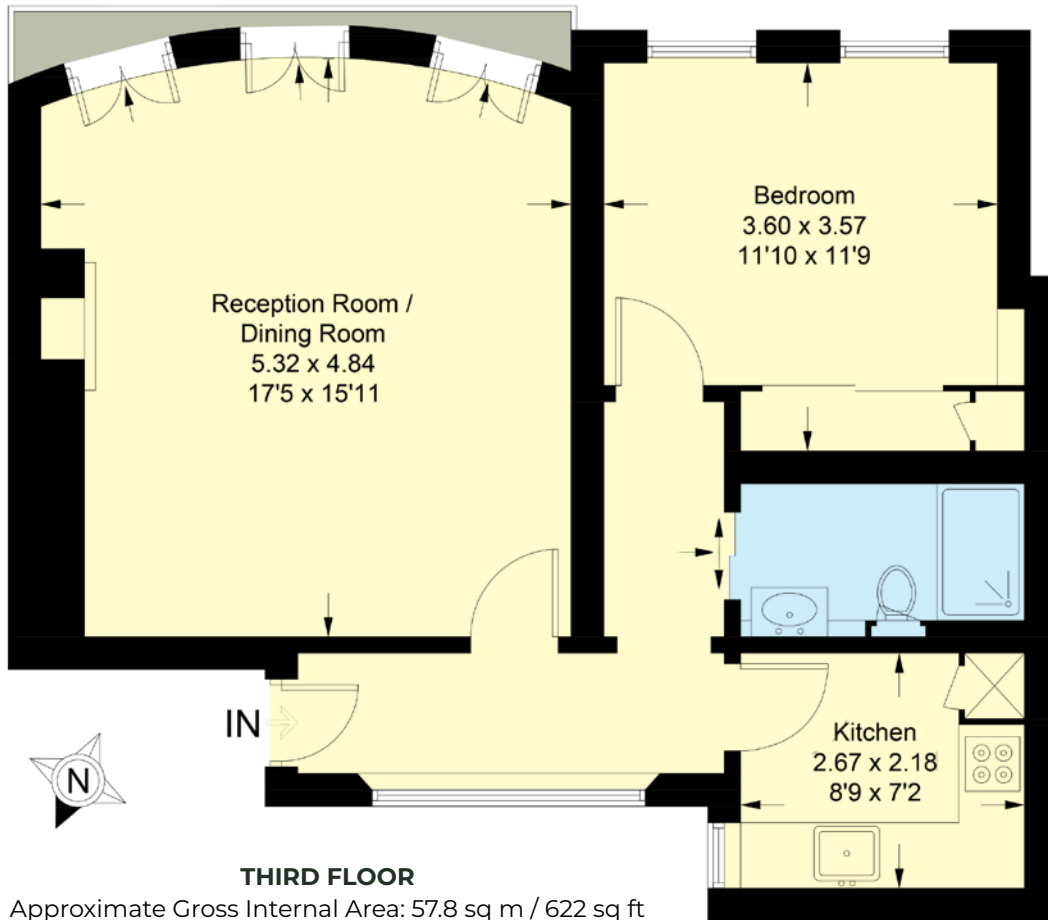 Bedroom
3.60 x 3.57
11'10 x 11'9
Reception Room /
Dining Room
5.32 x 4.84
17'5 x 15'11
IN
Kitchen
2.67 x 2.18
8'9 x 7'2
N
THIRD FLOOR
Approximate Gross Internal Area: 57.8 sq m / 622 sq ft